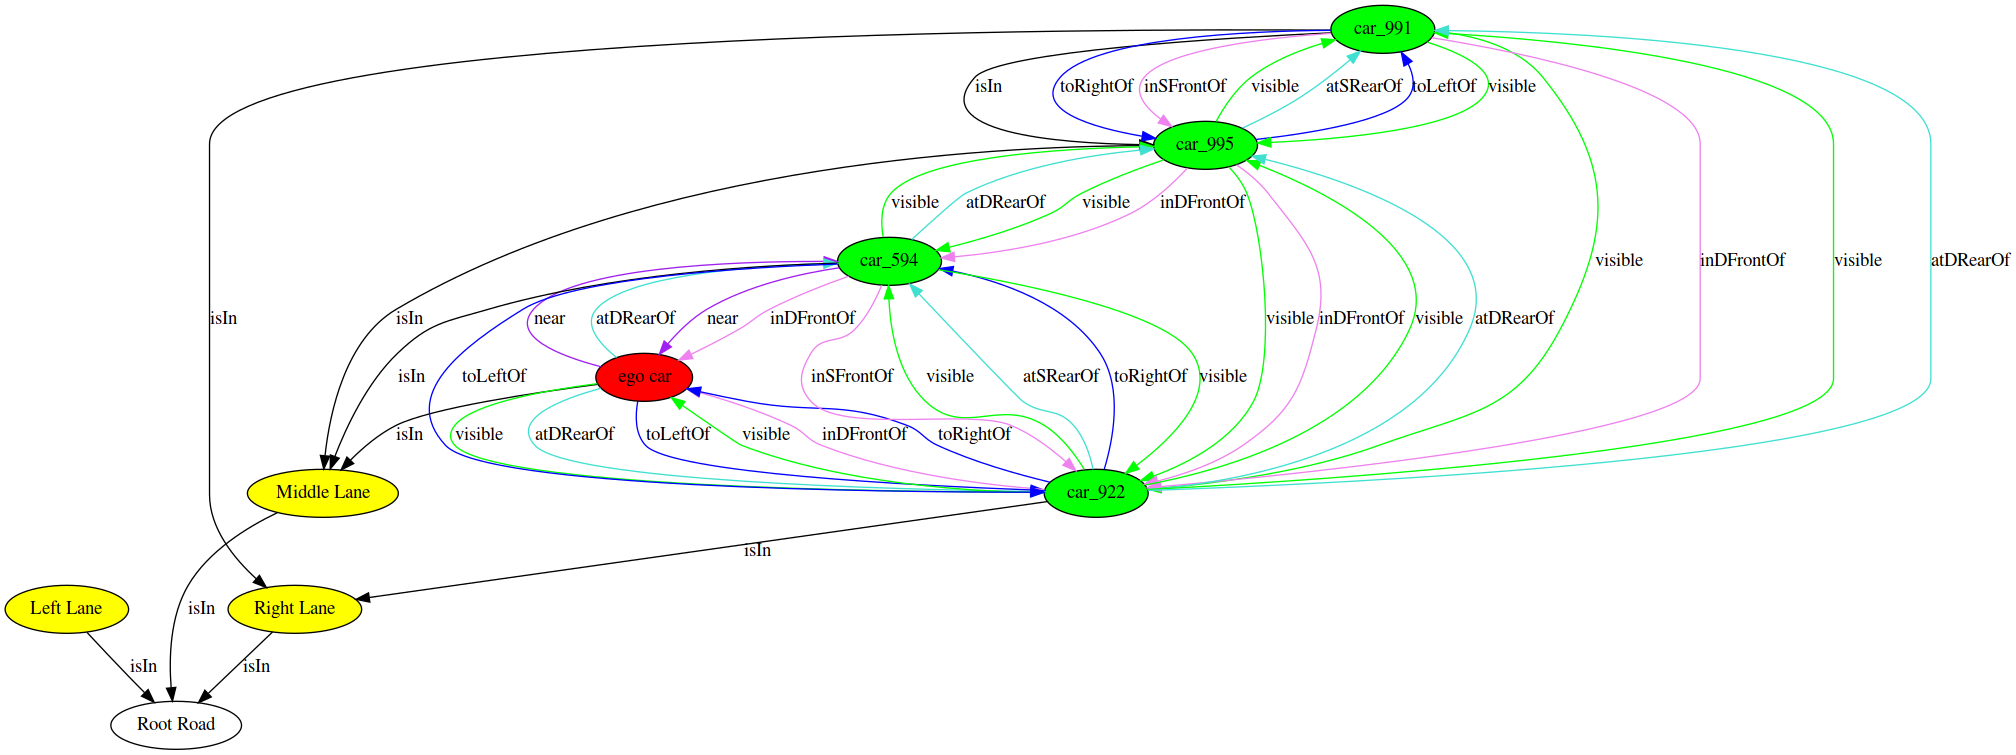 car_991
isIn
toRightOf
inSFrontOf
visible
atSRearOf
toLeftOf
visible
car_995
visible
atDRearOf
visible
inDFrontOf
car_594
visible
inDFrontOf
visible
atDRearOf
isIn
isIn
near
atDRearOf
near
inDFrontOf
visible
inDFrontOf
visible
atDRearOf
isIn
toLeftOf
ego car
inSFrontOf
visible
atSRearOf
toRightOf
visible
isIn
visible
atDRearOf
toLeftOf
visible
inDFrontOf
toRightOf
Middle Lane
car_922
isIn
Left Lane
isIn
Right Lane
isIn
isIn
Root Road